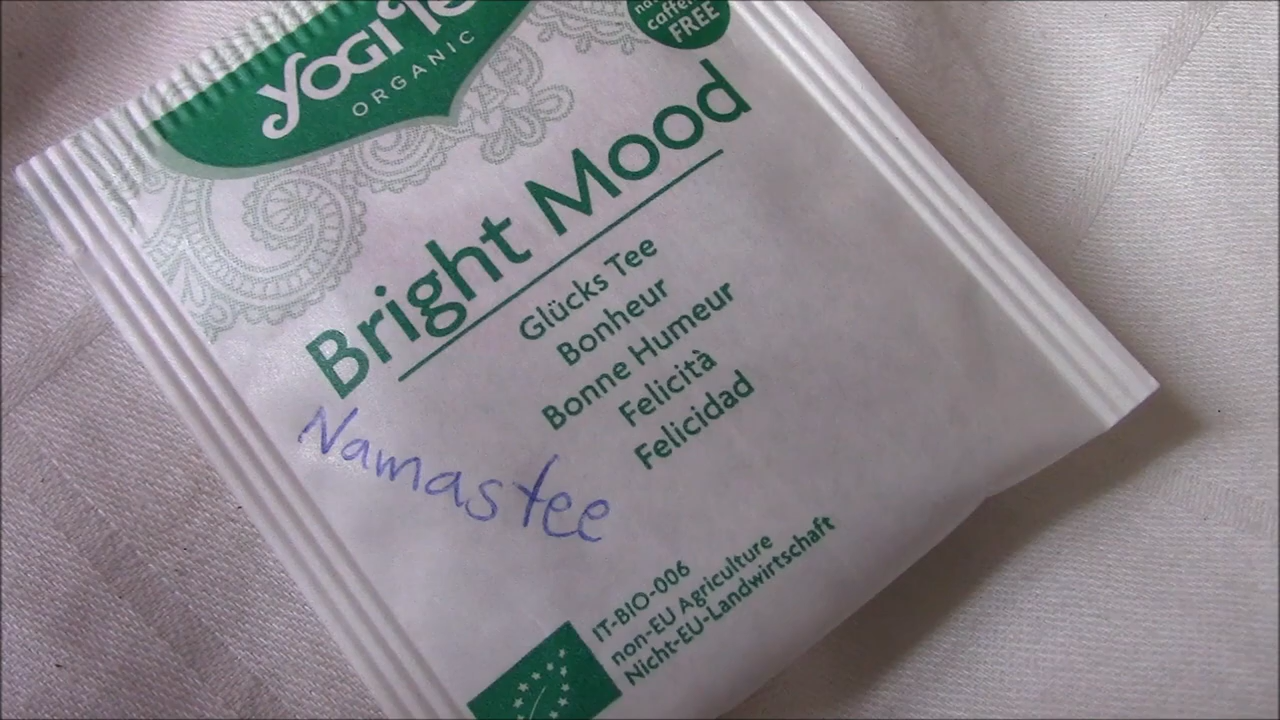 YOGI
ORGANIC
caffeine
FREE
Bright Mood
Glücks Tee
Bonheur
Bonne Humeur
Felicità
Felicidad
Namastee
IT-BIO-006
non-EU Agriculture
Nicht-EU-Landwirtschaft